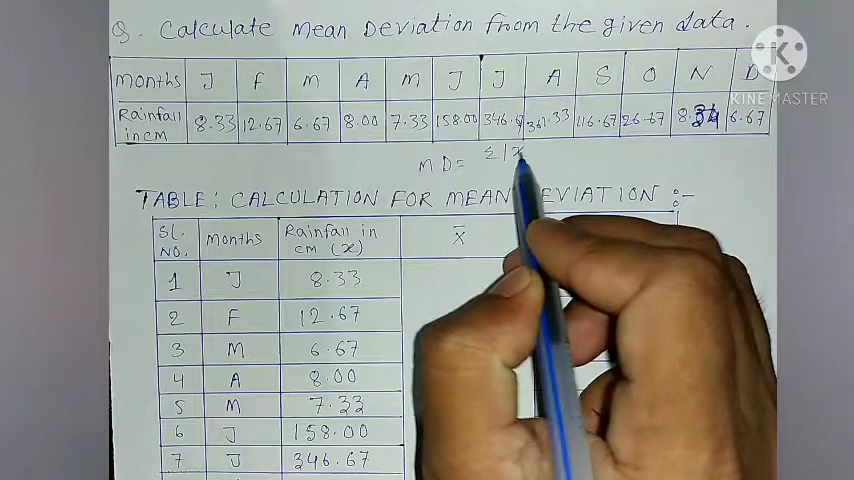 Q. Calculate Mean Deviation from the given data.
Months J F M A M J J A S O N D
Rainfall in cm 8.33 12.67 6.67 8.00 7.33 158.00 346.67 361.33 116.67 26.67 6.67
MD = Σ|x
TABLE: CALCULATION FOR MEAN DEVIATION :-
SL. NO. Months Rainfall in cm (x) x̄
1 J 8.33
2 F 12.67
3 M 6.67
4 A 8.00
5 M 7.33
6 J 158.00
7 J 346.67
KINEMASTER